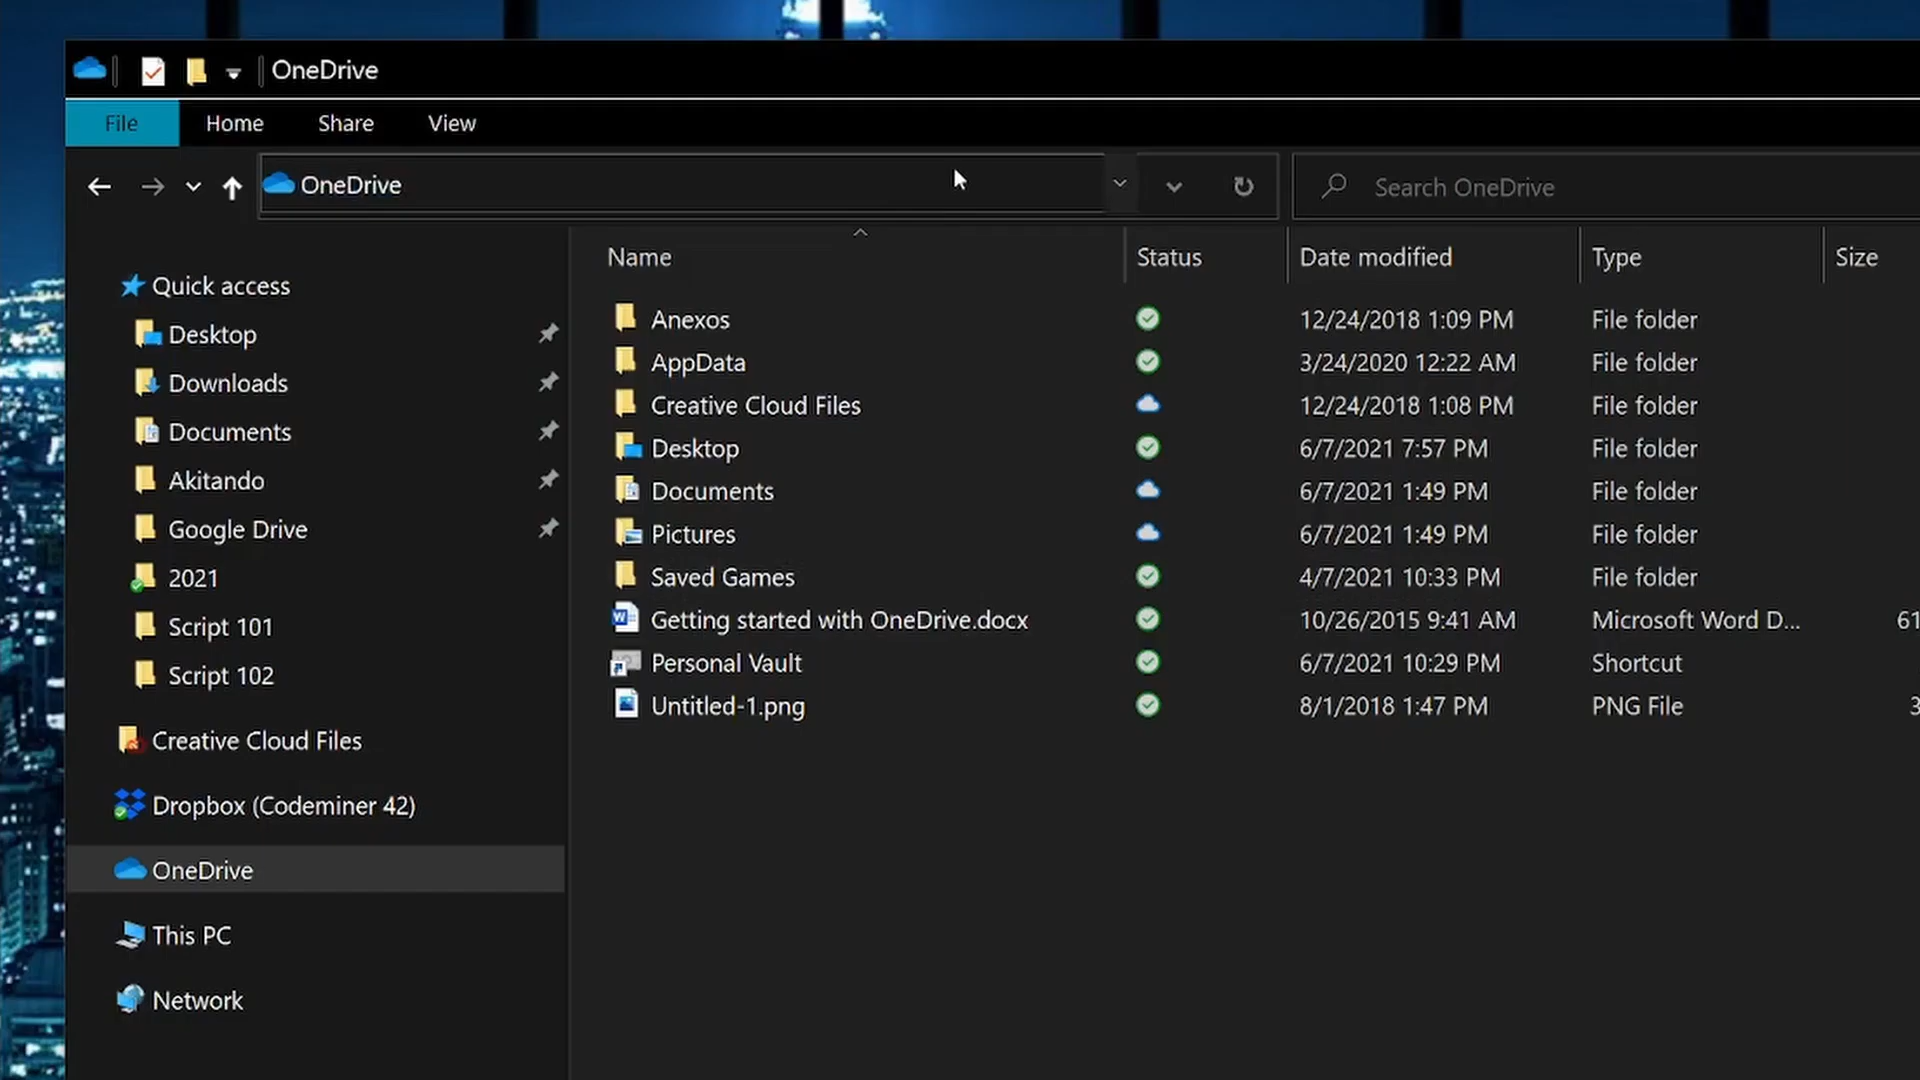 OneDrive
File Home Share View
OneDrive Search OneDrive
Name Status Date modified Type Size
Quick access
Desktop
Downloads
Documents
Akitando
Google Drive
2021
Script 101
Script 102
Creative Cloud Files
Dropbox (Codeminer 42)
OneDrive
This PC
Network
Anexos 12/24/2018 1:09 PM File folder
AppData 3/24/2020 12:22 AM File folder
Creative Cloud Files 12/24/2018 1:08 PM File folder
Desktop 6/7/2021 7:57 PM File folder
Documents 6/7/2021 1:49 PM File folder
Pictures 6/7/2021 1:49 PM File folder
Saved Games 4/7/2021 10:33 PM File folder
Getting started with OneDrive.docx 10/26/2015 9:41 AM Microsoft Word D... 61
Personal Vault 6/7/2021 10:29 PM Shortcut
Untitled-1.png 8/1/2018 1:47 PM PNG File 3